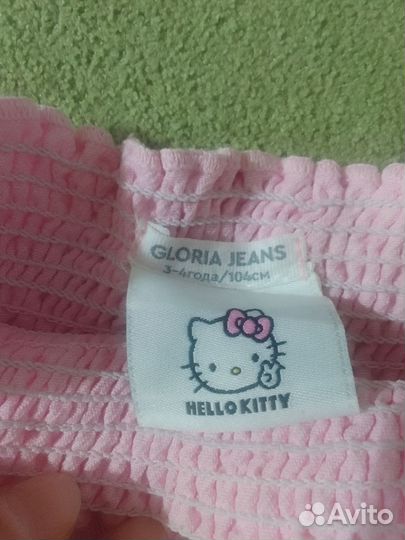 GLORIA JEANS
3-4года/104см
HELLO KITTY
Avito